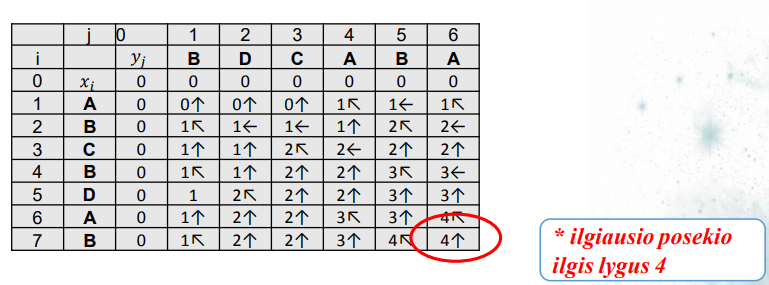 j 0 1 2 3 4 5 6
i yⱼ B D C A B A
0 xᵢ 0 0 0 0 0 0 0
1 A 0 0↑ 0↑ 0↑ 1↖ 1← 1↖
2 B 0 1↖ 1← 1← 1↑ 2↖ 2←
3 C 0 1↑ 1↑ 2↖ 2← 2↑ 2↑
4 B 0 1↖ 1↑ 2↑ 2↑ 3↖ 3←
5 D 0 1 2↖ 2↑ 2↑ 3↑ 3↑
6 A 0 1↑ 2↑ 2↑ 3↖ 3↑ 4↖
7 B 0 1↖ 2↑ 2↑ 3↑ 4↖ 4↑
* ilgiausio posekio
ilgis lygus 4